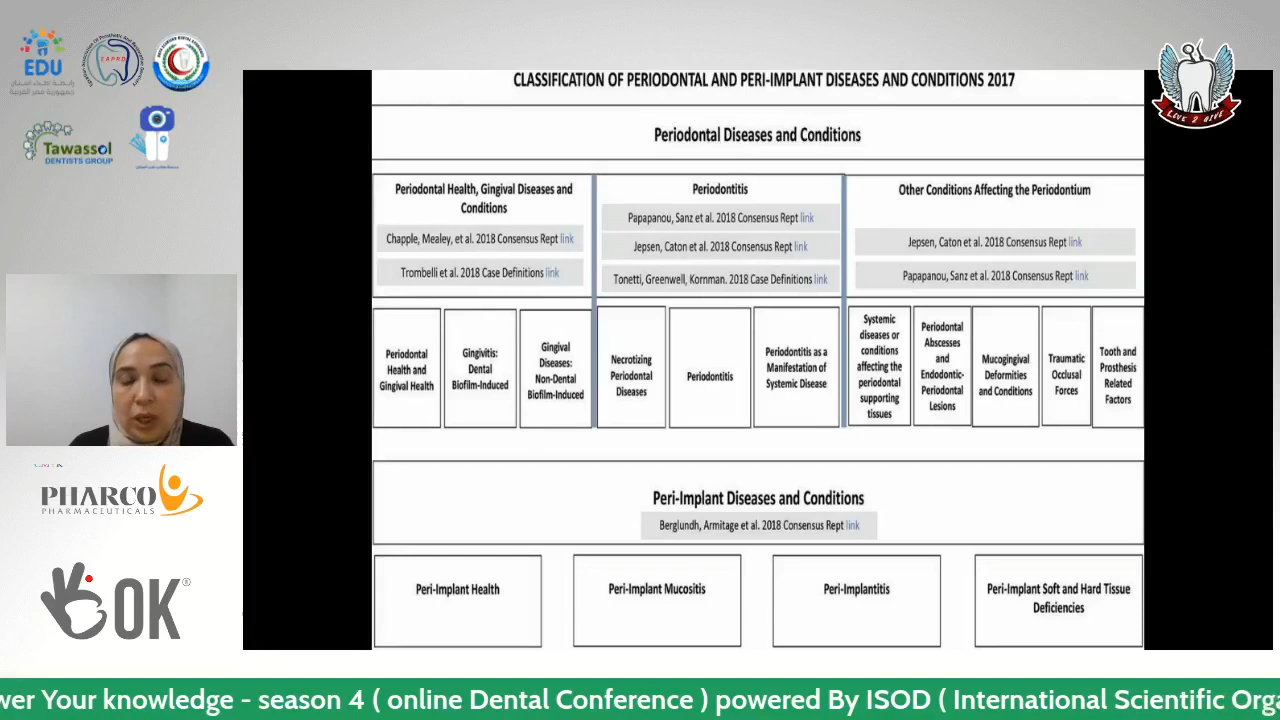 EDU
رابطة أطباء أسنان
جمهورية مصر العربية
EAPRD
Tawassol
DENTISTS GROUP
LOVE 2 GIVE
CLASSIFICATION OF PERIODONTAL AND PERI-IMPLANT DISEASES AND CONDITIONS 2017
Periodontal Diseases and Conditions
Periodontal Health, Gingival Diseases and
Conditions
Chapple, Mealey, et al. 2018 Consensus Rept link
Trombelli et al. 2018 Case Definitions link
Periodontitis
Papapanou, Sanz et al. 2018 Consensus Rept link
Jepsen, Caton et al. 2018 Consensus Rept link
Tonetti, Greenwell, Kornman. 2018 Case Definitions link
Other Conditions Affecting the Periodontium
Jepsen, Caton et al. 2018 Consensus Rept link
Papapanou, Sanz et al. 2018 Consensus Rept link
Periodontal
Health and
Gingival Health
Gingivitis:
Dental
Biofilm-Induced
Gingival
Diseases:
Non-Dental
Biofilm-Induced
Necrotizing
Periodontal
Diseases
Periodontitis
Periodontitis as a
Manifestation of
Systemic Disease
Systemic
diseases or
conditions
affecting the
periodontal
supporting
tissues
Periodontal
Abscesses
and
Endodontic-
Periodontal
Lesions
Mucogingival
Deformities
and Conditions
Traumatic
Occlusal
Forces
Tooth and
Prosthesis
Related
Factors
Peri-Implant Diseases and Conditions
Berglundh, Armitage et al. 2018 Consensus Rept link
Peri-Implant Health
Peri-Implant Mucositis
Peri-Implantitis
Peri-Implant Soft and Hard Tissue
Deficiencies
PHARCO
PHARMACEUTICALS
OK®
wer Your knowledge - season 4 ( online Dental Conference ) powered By ISOD ( International Scientific Orga